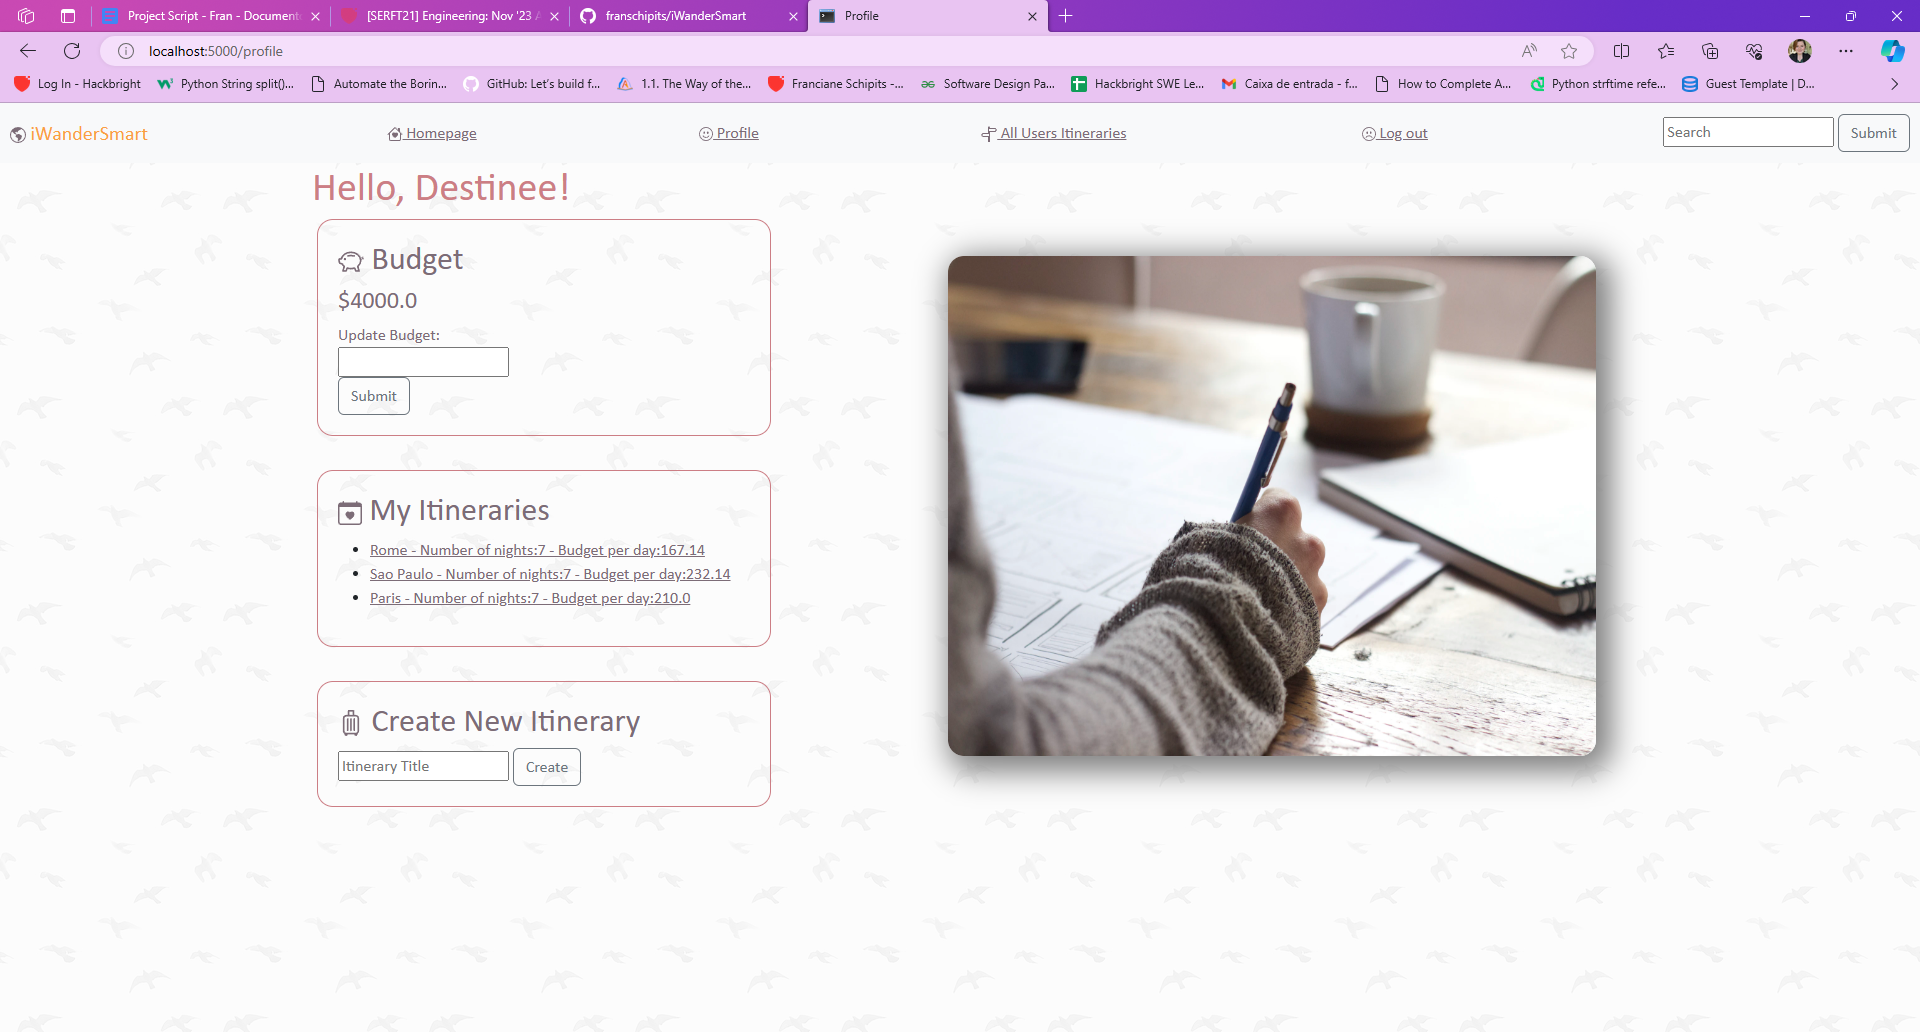 Project Script - Fran - Document
[SERFT21] Engineering: Nov '23 A
franschipits/iWanderSmart
Profile
localhost:5000/profile
Log In - Hackbright
Python String split()...
Automate the Borin...
GitHub: Let's build f...
1.1. The Way of the...
Franciane Schipits -...
Software Design Pa...
Hackbright SWE Le...
Caixa de entrada - f...
How to Complete A...
Python strftime refe...
Guest Template | D...
iWanderSmart
Homepage
Profile
All Users Itineraries
Log out
Search
Submit
Hello, Destinee!
Budget
$4000.0
Update Budget:
Submit
My Itineraries
Rome - Number of nights:7 - Budget per day:167.14
Sao Paulo - Number of nights:7 - Budget per day:232.14
Paris - Number of nights:7 - Budget per day:210.0
Create New Itinerary
Itinerary Title
Create